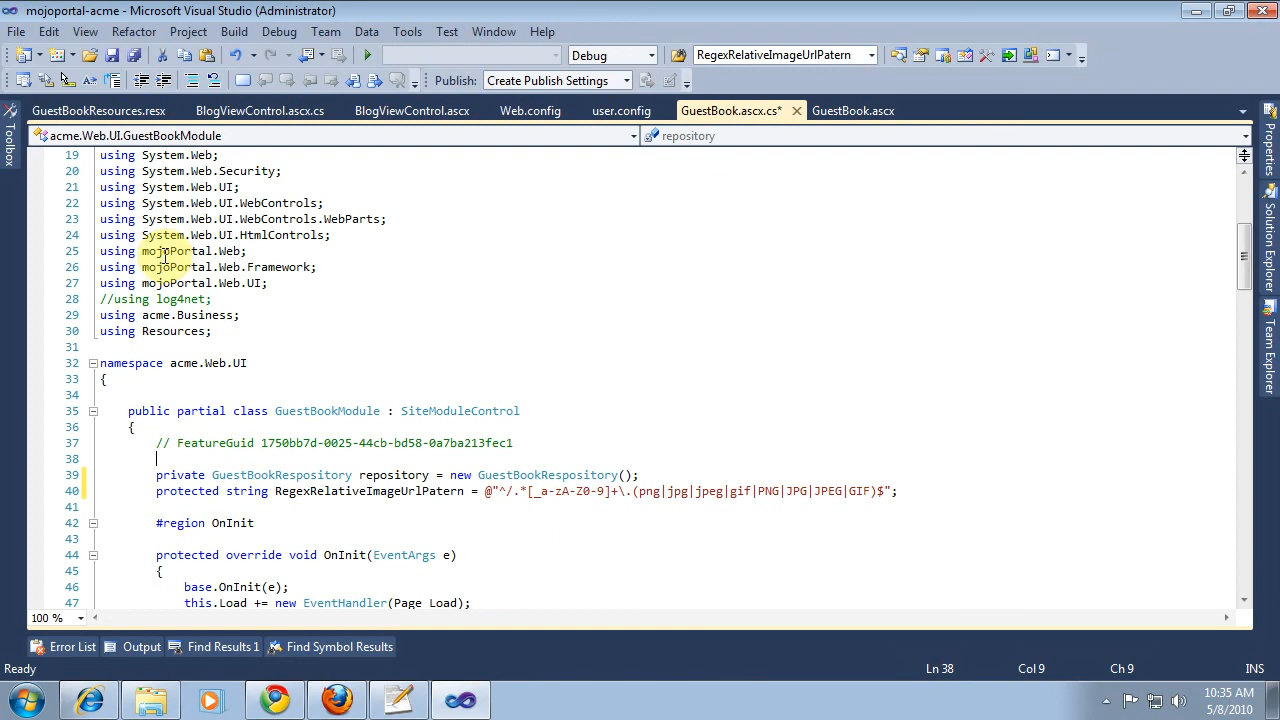 mojoportal-acme - Microsoft Visual Studio (Administrator)
File Edit View Refactor Project Build Debug Team Data Tools Test Window Help
Debug RegexRelativeImageUrlPatern
Publish: Create Publish Settings
GuestBookResources.resx BlogViewControl.ascx.cs BlogViewControl.ascx Web.config user.config GuestBook.ascx.cs* GuestBook.ascx
Toolbox
Properties
Solution Explorer
Team Explorer
acme.Web.UI.GuestBookModule repository
19 using System.Web;
20 using System.Web.Security;
21 using System.Web.UI;
22 using System.Web.UI.WebControls;
23 using System.Web.UI.WebControls.WebParts;
24 using System.Web.UI.HtmlControls;
25 using mojoPortal.Web;
26 using mojoPortal.Web.Framework;
27 using mojoPortal.Web.UI;
28 //using log4net;
29 using acme.Business;
30 using Resources;
31
32 namespace acme.Web.UI
33 {
34
35 public partial class GuestBookModule : SiteModuleControl
36 {
37 // FeatureGuid 1750bb7d-0025-44cb-bd58-0a7ba213fec1
38
39 private GuestBookRespository repository = new GuestBookRespository();
40 protected string RegexRelativeImageUrlPatern = @"^/.*[_a-zA-Z0-9]+\.(png|jpg|jpeg|gif|PNG|JPG|JPEG|GIF)$";
41
42 #region OnInit
43
44 protected override void OnInit(EventArgs e)
45 {
46 base.OnInit(e);
47 this.Load += new EventHandler(Page_Load);
100 %
Error List Output Find Results 1 Find Symbol Results
Ready Ln 38 Col 9 Ch 9 INS
10:35 AM
5/8/2010